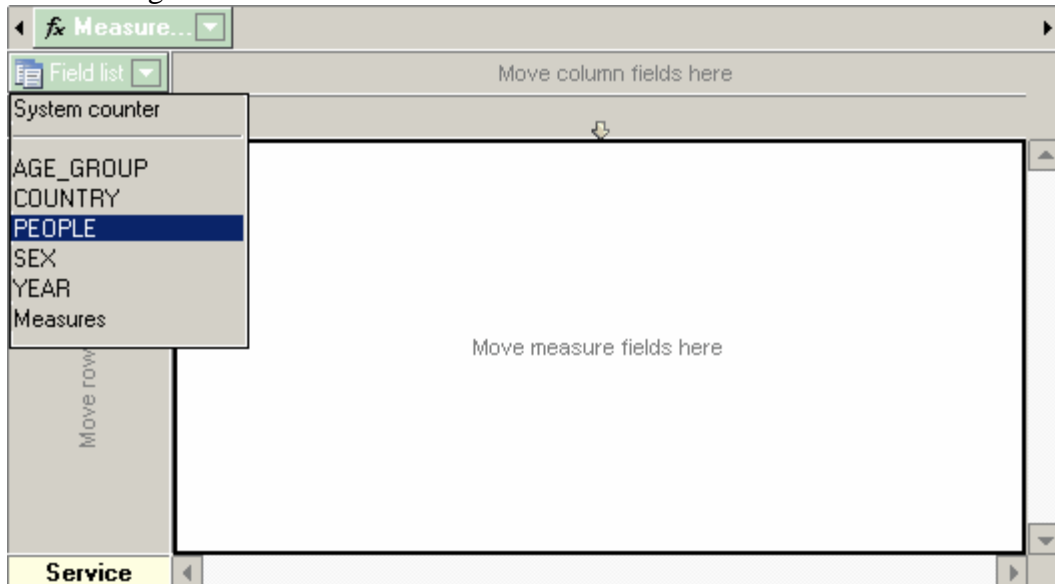 fx Measure...
Field list
Move column fields here
System counter
AGE_GROUP
COUNTRY
PEOPLE
SEX
YEAR
Measures
Move measure fields here
Move row
Service